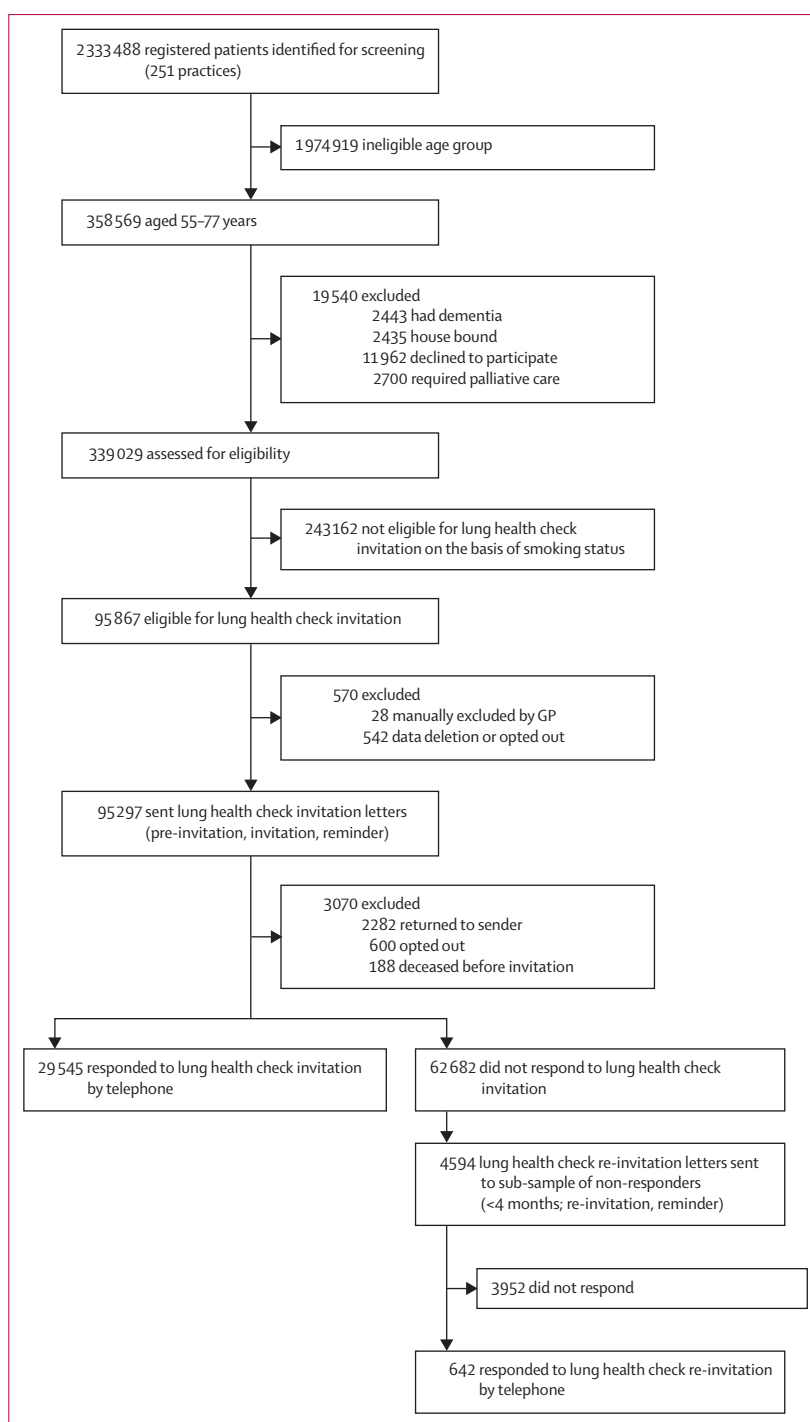 2333488 registered patients identified for screening
(251 practices)
1974919 ineligible age group
358569 aged 55–77 years
19540 excluded
2443 had dementia
2435 house bound
11962 declined to participate
2700 required palliative care
339029 assessed for eligibility
243162 not eligible for lung health check
invitation on the basis of smoking status
95867 eligible for lung health check invitation
570 excluded
28 manually excluded by GP
542 data deletion or opted out
95297 sent lung health check invitation letters
(pre-invitation, invitation, reminder)
3070 excluded
2282 returned to sender
600 opted out
188 deceased before invitation
29545 responded to lung health check invitation
by telephone
62682 did not respond to lung health check
invitation
4594 lung health check re-invitation letters sent
to sub-sample of non-responders
(<4 months; re-invitation, reminder)
3952 did not respond
642 responded to lung health check re-invitation
by telephone